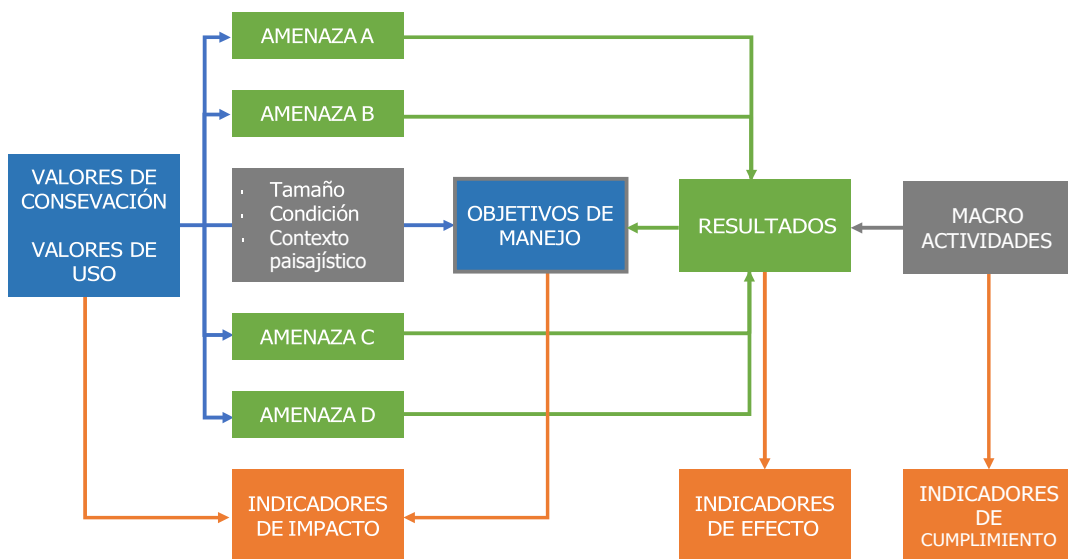 AMENAZA A
AMENAZA B
VALORES DE
CONSEVACIÓN
VALORES DE
USO
· Tamaño
· Condición
· Contexto
paisajístico
OBJETIVOS DE
MANEJO
RESULTADOS
MACRO
ACTIVIDADES
AMENAZA C
AMENAZA D
INDICADORES
DE IMPACTO
INDICADORES
DE EFECTO
INDICADORES
DE
CUMPLIMIENTO